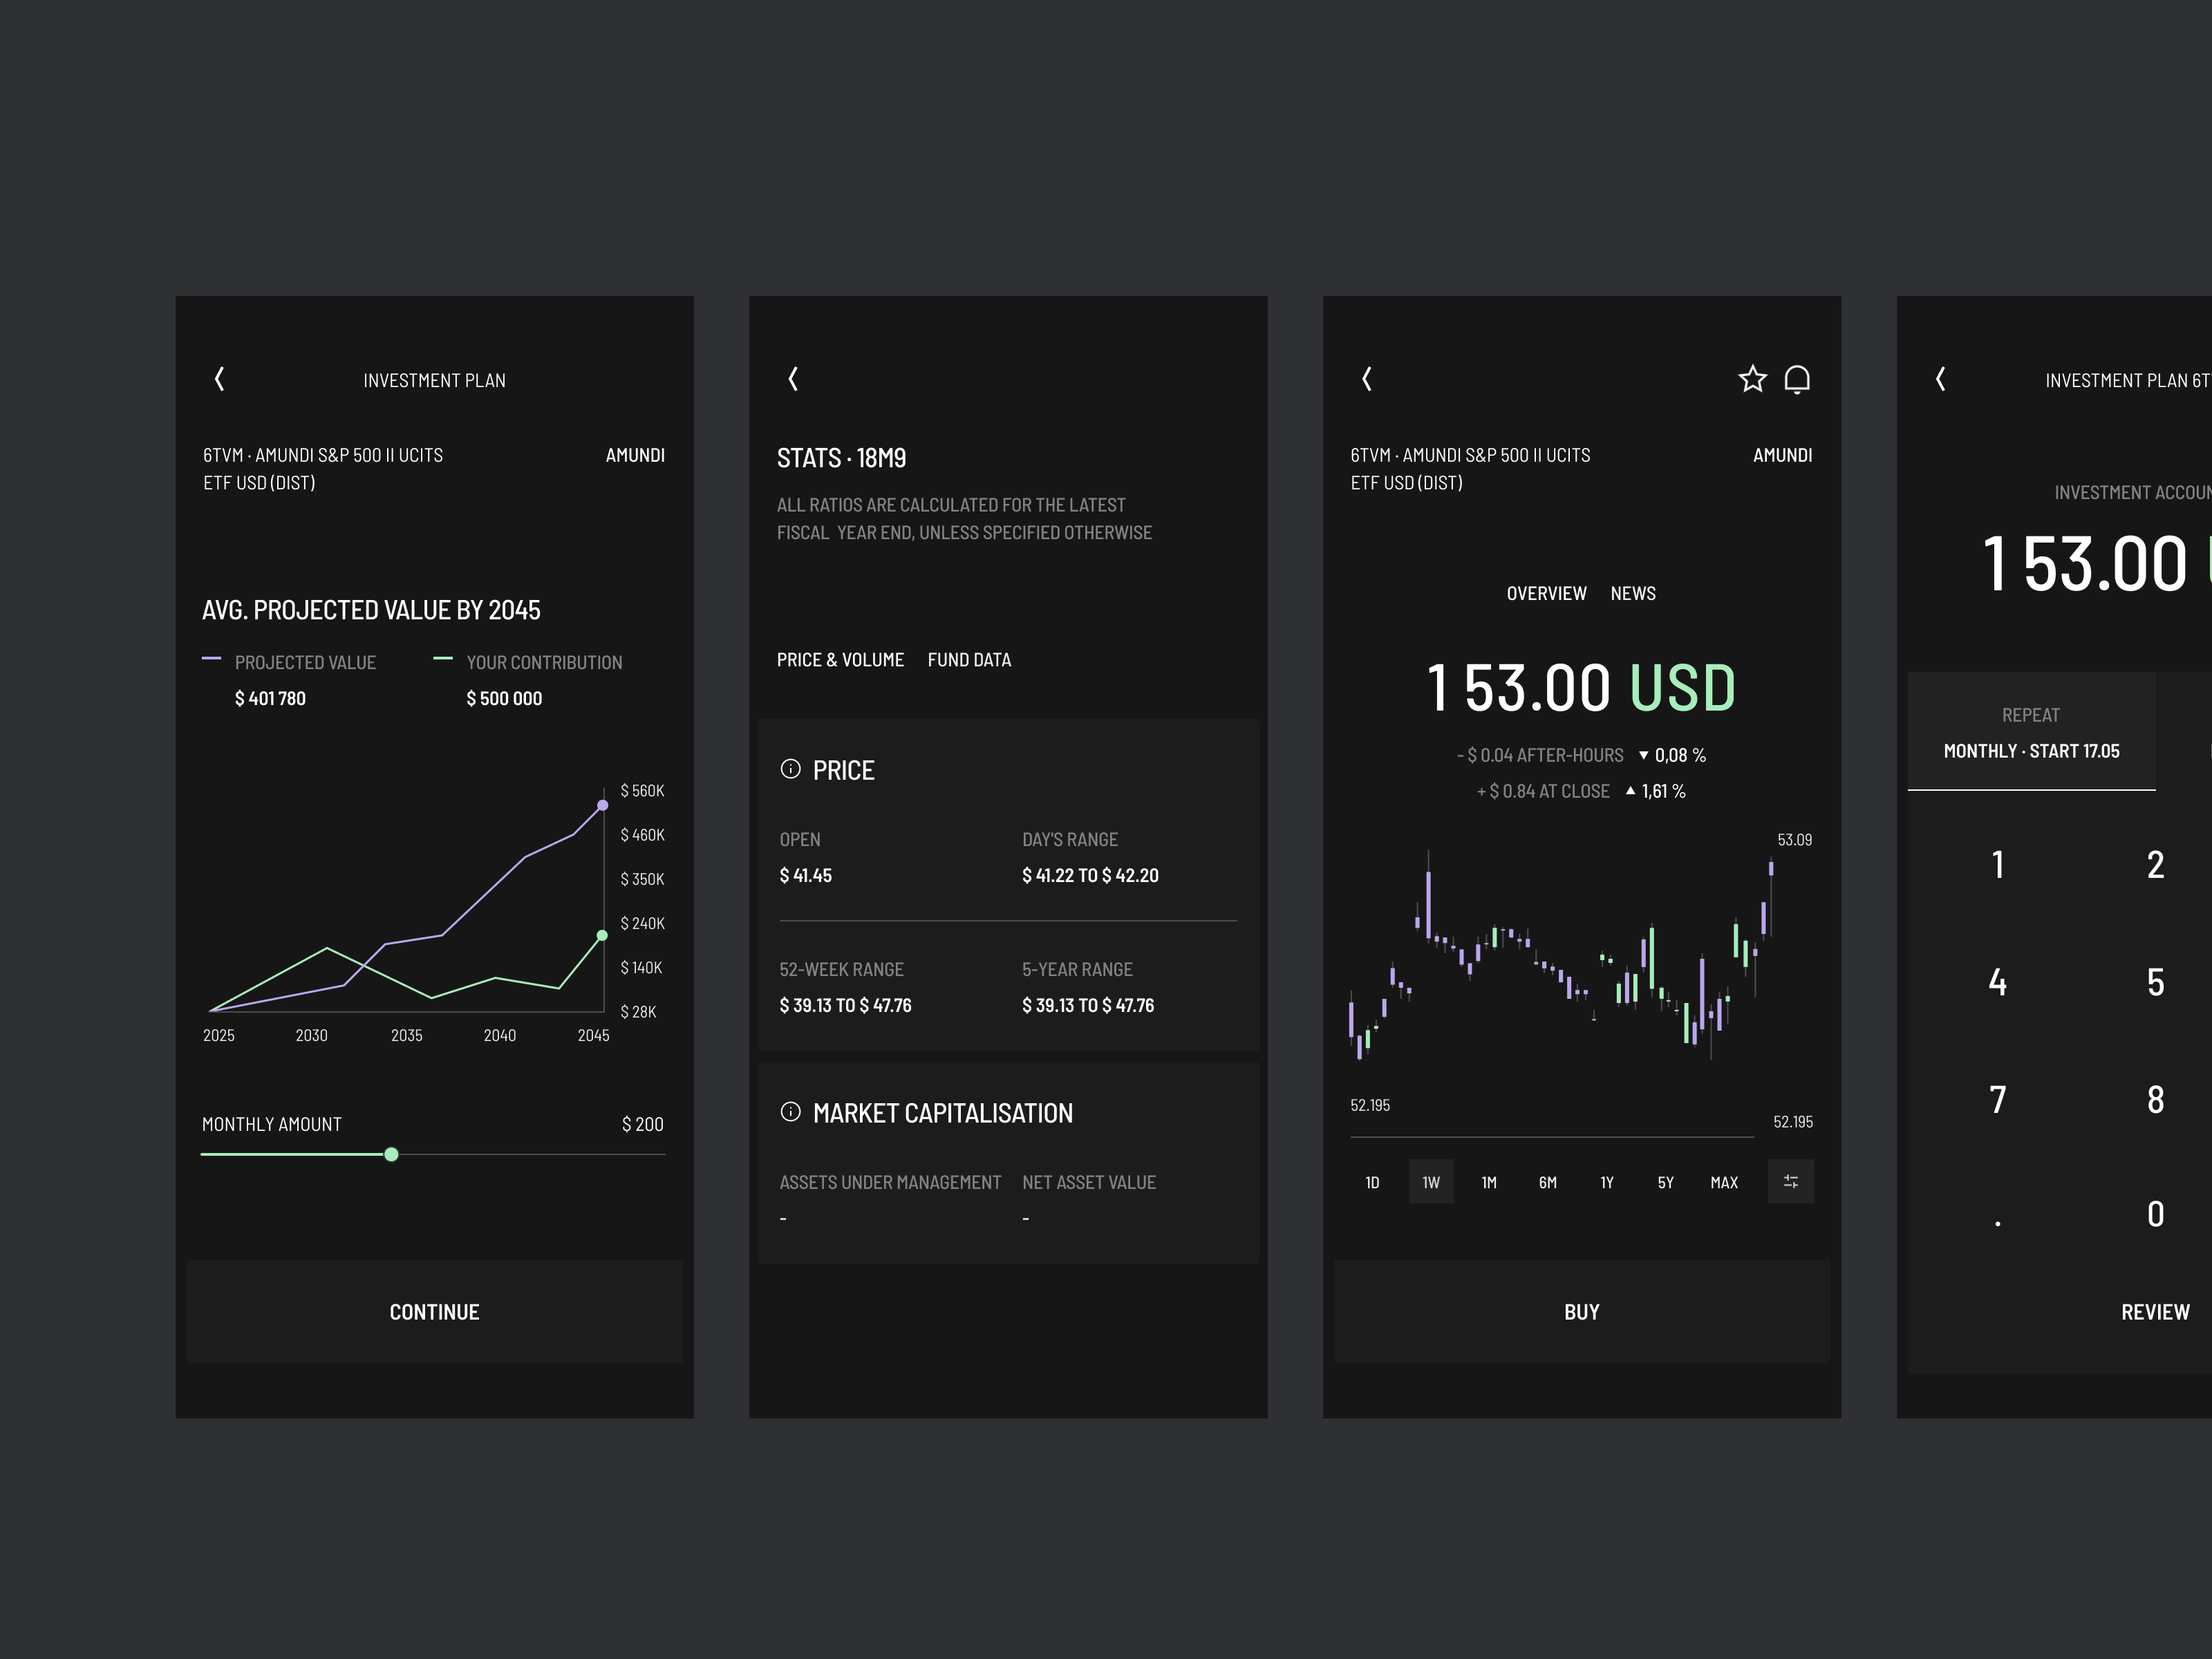 INVESTMENT PLAN
6TVM · AMUNDI S&P 500 II UCITS
ETF USD (DIST)
AMUNDI
AVG. PROJECTED VALUE BY 2045
PROJECTED VALUE
$ 401 780
YOUR CONTRIBUTION
$ 500 000
$ 560K
$ 460K
$ 350K
$ 240K
$ 140K
$ 28K
2025 2030 2035 2040 2045
MONTHLY AMOUNT $ 200
CONTINUE
STATS · 18M9
ALL RATIOS ARE CALCULATED FOR THE LATEST
FISCAL YEAR END, UNLESS SPECIFIED OTHERWISE
PRICE & VOLUME FUND DATA
PRICE
OPEN
$ 41.45
DAY'S RANGE
$ 41.22 TO $ 42.20
52-WEEK RANGE
$ 39.13 TO $ 47.76
5-YEAR RANGE
$ 39.13 TO $ 47.76
MARKET CAPITALISATION
ASSETS UNDER MANAGEMENT
-
NET ASSET VALUE
-
6TVM · AMUNDI S&P 500 II UCITS
ETF USD (DIST)
AMUNDI
OVERVIEW NEWS
1 53.00 USD
- $ 0.04 AFTER-HOURS ▼ 0,08 %
+ $ 0.84 AT CLOSE ▲ 1,61 %
53.09
52.195
52.195
1D 1W 1M 6M 1Y 5Y MAX
BUY
INVESTMENT PLAN 6T
INVESTMENT ACCOUN
1 53.00
REPEAT
MONTHLY · START 17.05
1 2
4 5
7 8
. 0
REVIEW